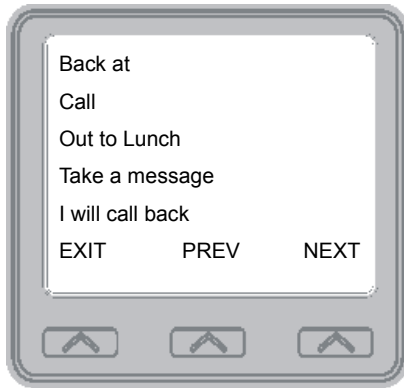 Back at
Call
Out to Lunch
Take a message
I will call back
EXIT PREV NEXT